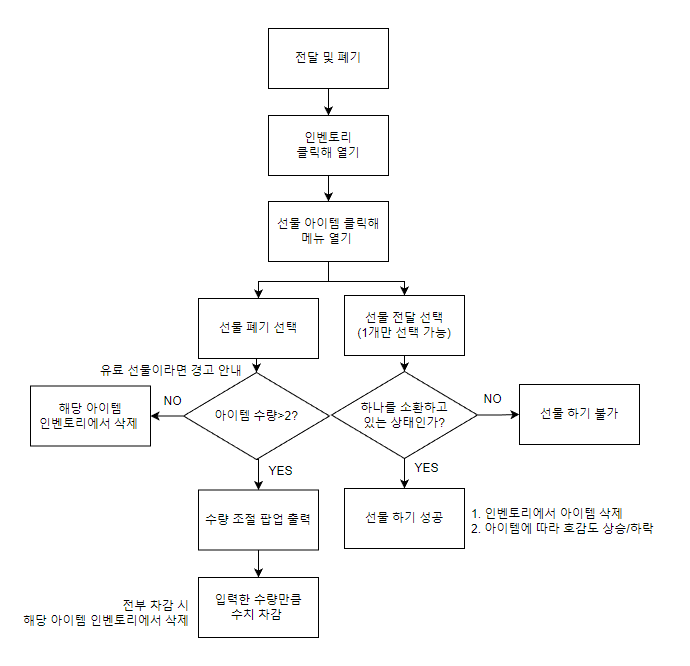 전달 및 폐기
인벤토리
클릭해 열기
선물 아이템 클릭해
메뉴 열기
선물 폐기 선택
선물 전달 선택
(1개만 선택 가능)
유료 선물이라면 경고 안내
해당 아이템
인벤토리에서 삭제
NO
아이템 수량>2?
하나를 소환하고
있는 상태인가?
NO
선물 하기 불가
YES
YES
수량 조절 팝업 출력
선물 하기 성공
1. 인벤토리에서 아이템 삭제
2. 아이템에 따라 호감도 상승/하락
전부 차감 시
해당 아이템 인벤토리에서 삭제
입력한 수량만큼
수치 차감